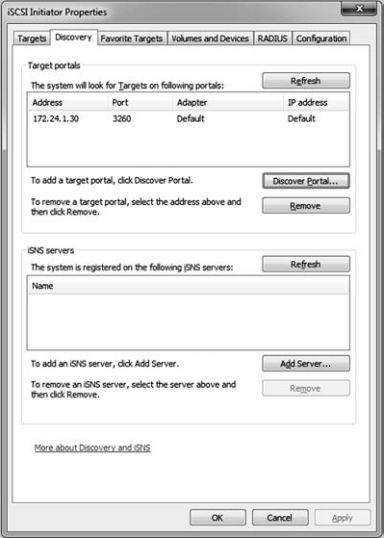 iSCSI Initiator Properties
Targets Discovery Favorite Targets Volumes and Devices RADIUS Configuration
Target portals
The system will look for Targets on following portals: Refresh
Address Port Adapter IP address
172.24.1.30 3260 Default Default
To add a target portal, click Discover Portal. Discover Portal...
To remove a target portal, select the address above and
then click Remove. Remove
iSNS servers
The system is registered on the following iSNS servers: Refresh
Name
To add an iSNS server, click Add Server. Add Server...
To remove an iSNS server, select the server above and
then click Remove. Remove
More about Discovery and iSNS
OK Cancel Apply